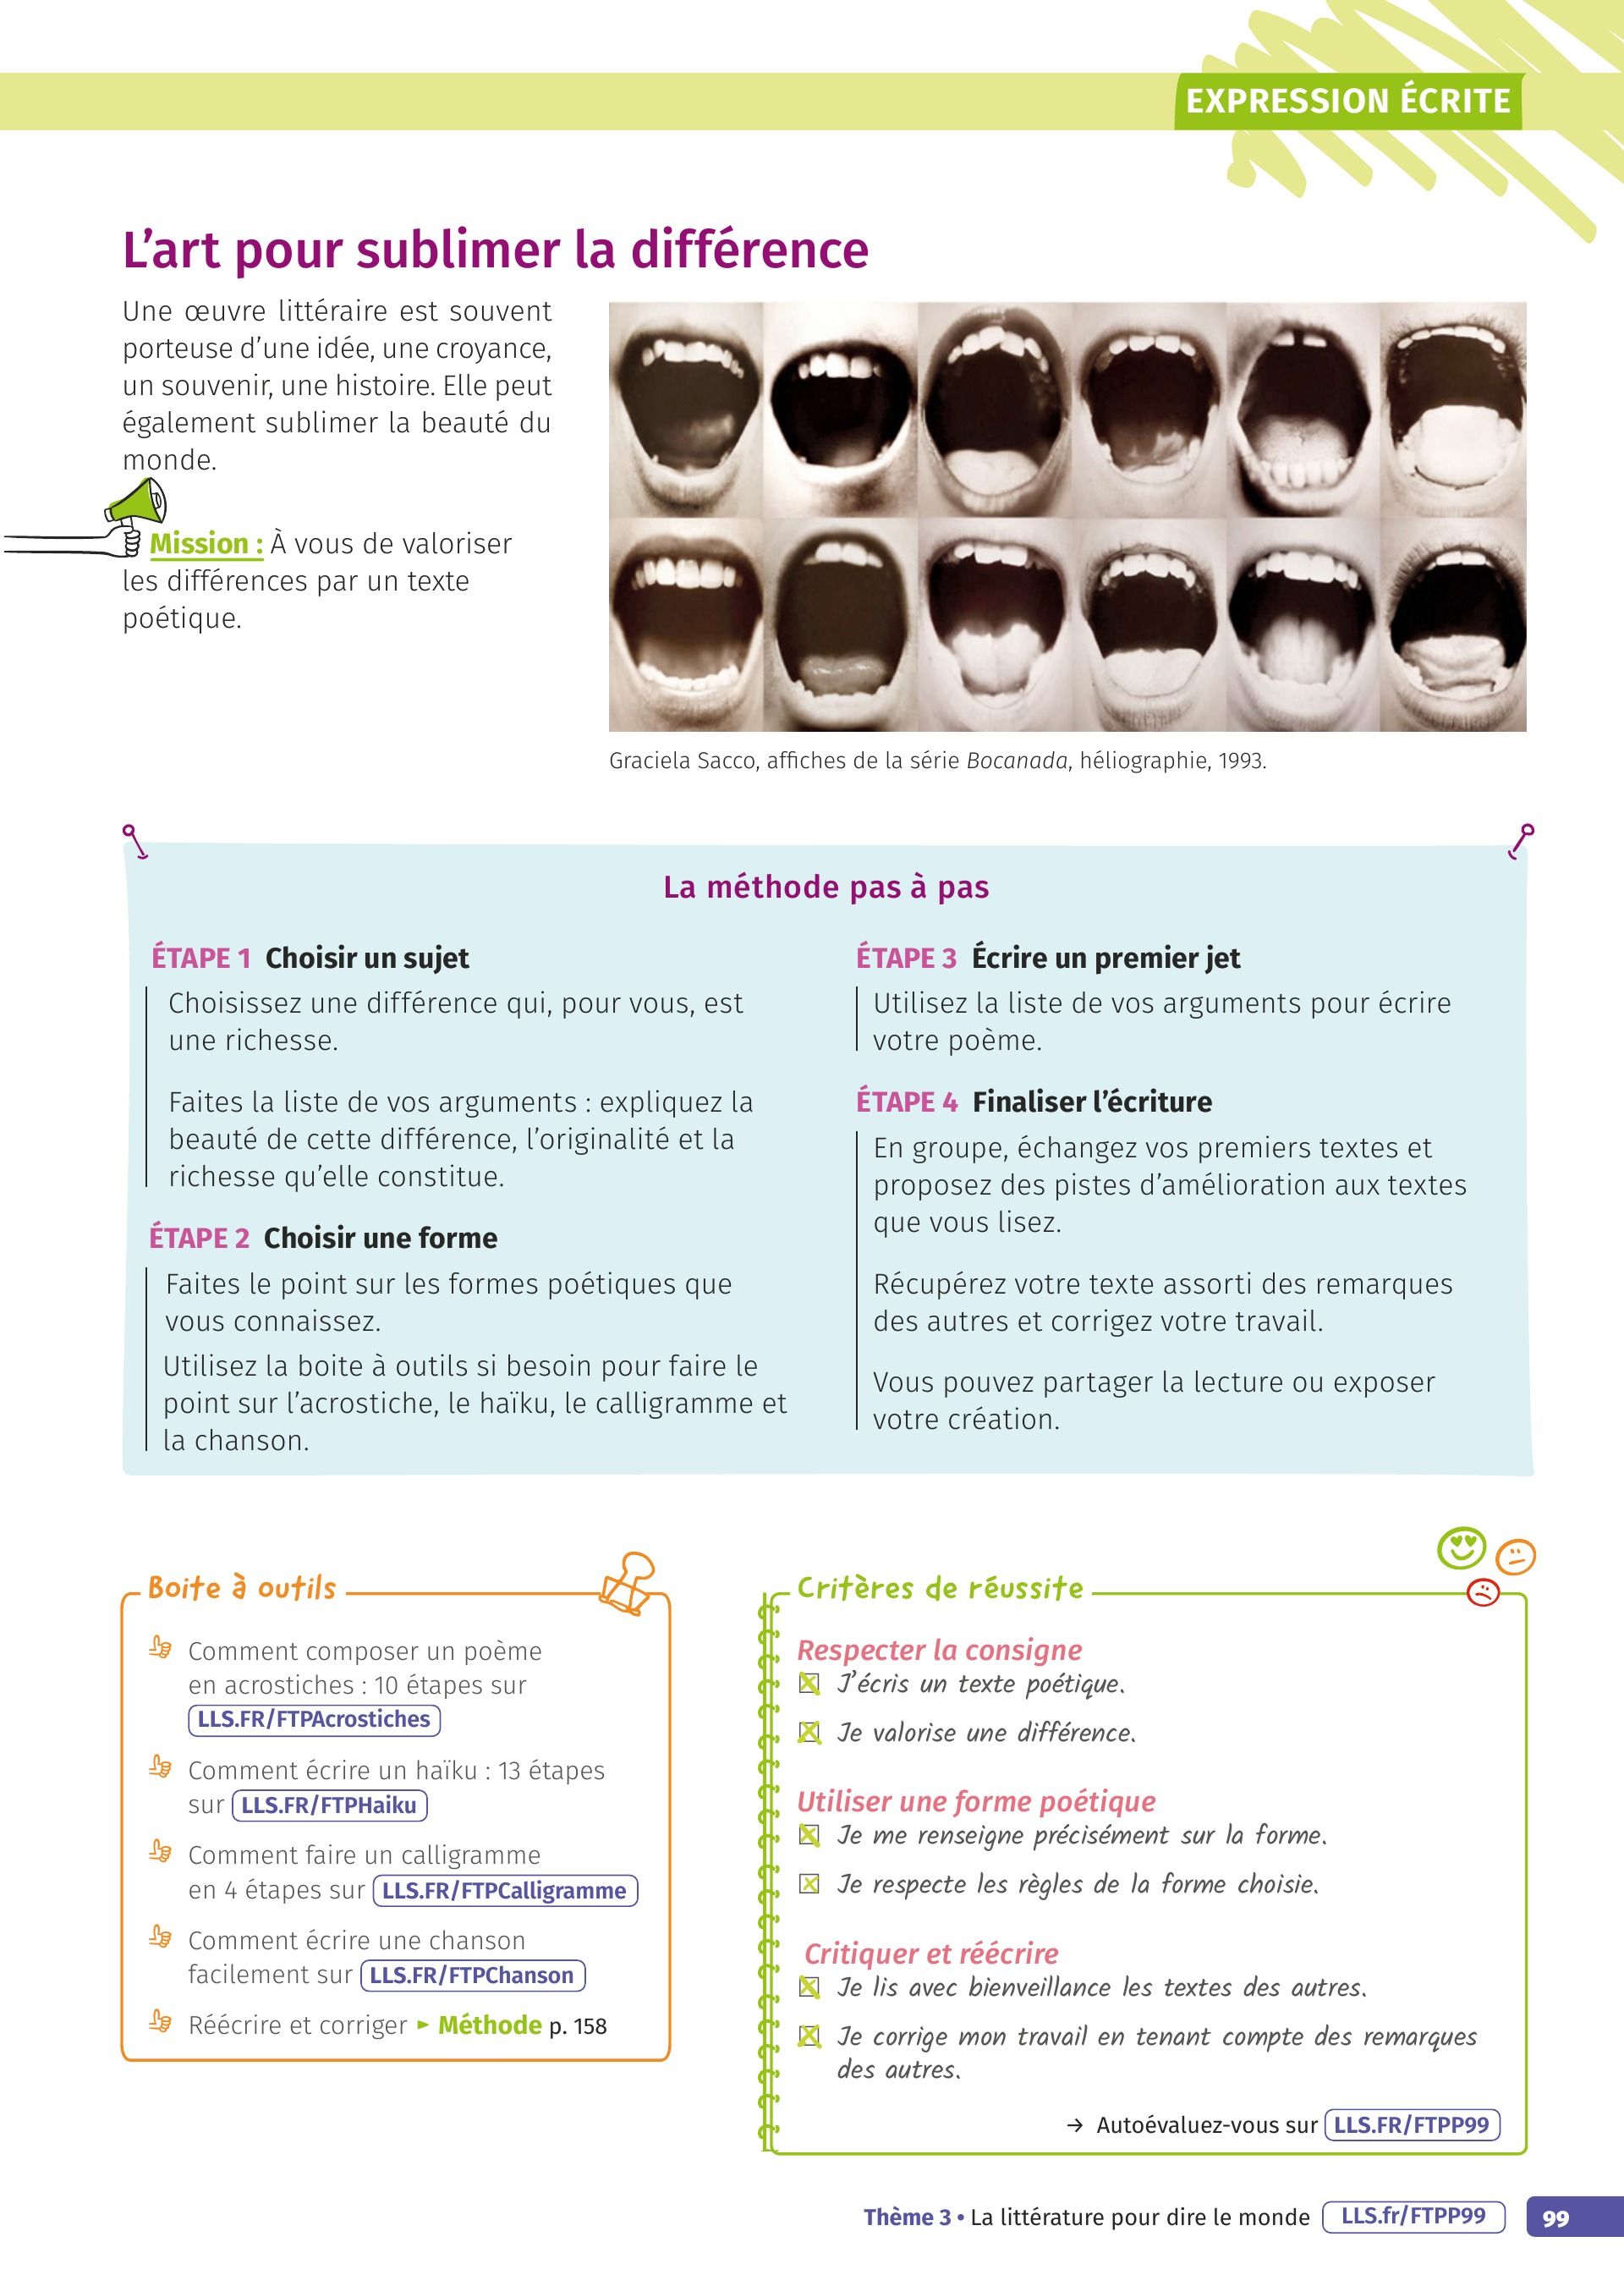 EXPRESSION ÉCRITE
L’art pour sublimer la différence
Une œuvre littéraire est souvent
porteuse d’une idée, une croyance,
un souvenir, une histoire. Elle peut
également sublimer la beauté du
monde.
Mission : À vous de valoriser
les différences par un texte
poétique.
Graciela Sacco, affiches de la série Bocanada, héliographie, 1993.
La méthode pas à pas
ÉTAPE 1 Choisir un sujet
Choisissez une différence qui, pour vous, est
une richesse.
Faites la liste de vos arguments : expliquez la
beauté de cette différence, l’originalité et la
richesse qu’elle constitue.
ÉTAPE 2 Choisir une forme
Faites le point sur les formes poétiques que
vous connaissez.
Utilisez la boite à outils si besoin pour faire le
point sur l’acrostiche, le haïku, le calligramme et
la chanson.
ÉTAPE 3 Écrire un premier jet
Utilisez la liste de vos arguments pour écrire
votre poème.
ÉTAPE 4 Finaliser l’écriture
En groupe, échangez vos premiers textes et
proposez des pistes d’amélioration aux textes
que vous lisez.
Récupérez votre texte assorti des remarques
des autres et corrigez votre travail.
Vous pouvez partager la lecture ou exposer
votre création.
Boite à outils
Comment composer un poème
en acrostiches : 10 étapes sur
LLS.FR/FTPAcrostiches
Comment écrire un haïku : 13 étapes
sur LLS.FR/FTPHaiku
Comment faire un calligramme
en 4 étapes sur LLS.FR/FTPCalligramme
Comment écrire une chanson
facilement sur LLS.FR/FTPChanson
Réécrire et corriger ► Méthode p. 158
Critères de réussite
Respecter la consigne
J’écris un texte poétique.
Je valorise une différence.
Utiliser une forme poétique
Je me renseigne précisément sur la forme.
Je respecte les règles de la forme choisie.
Critiquer et réécrire
Je lis avec bienveillance les textes des autres.
Je corrige mon travail en tenant compte des remarques
des autres.
→ Autoévaluez-vous sur LLS.FR/FTPP99
Thème 3 • La littérature pour dire le monde LLS.fr/FTPP99 99